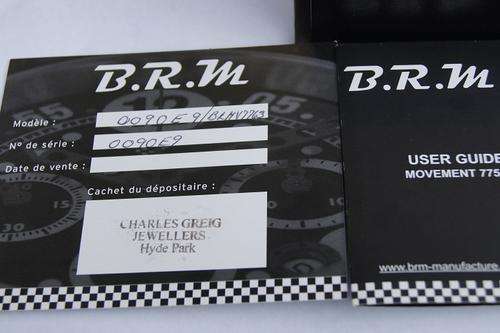 B.R.M
Modèle : 0090E9/BRMV7763
N° de série : 0090E9
Date de vente :
Cachet du dépositaire :
CHARLES GREIG
JEWELLERS
Hyde Park
B.R.M
USER GUIDE
MOVEMENT 775
www.brm-manufacture.